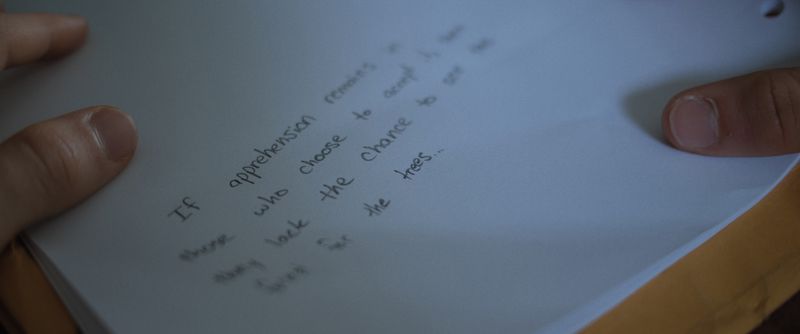 If apprehension remains in
those who choose to accept it, then
they lack the chance to see the
forest for the trees...